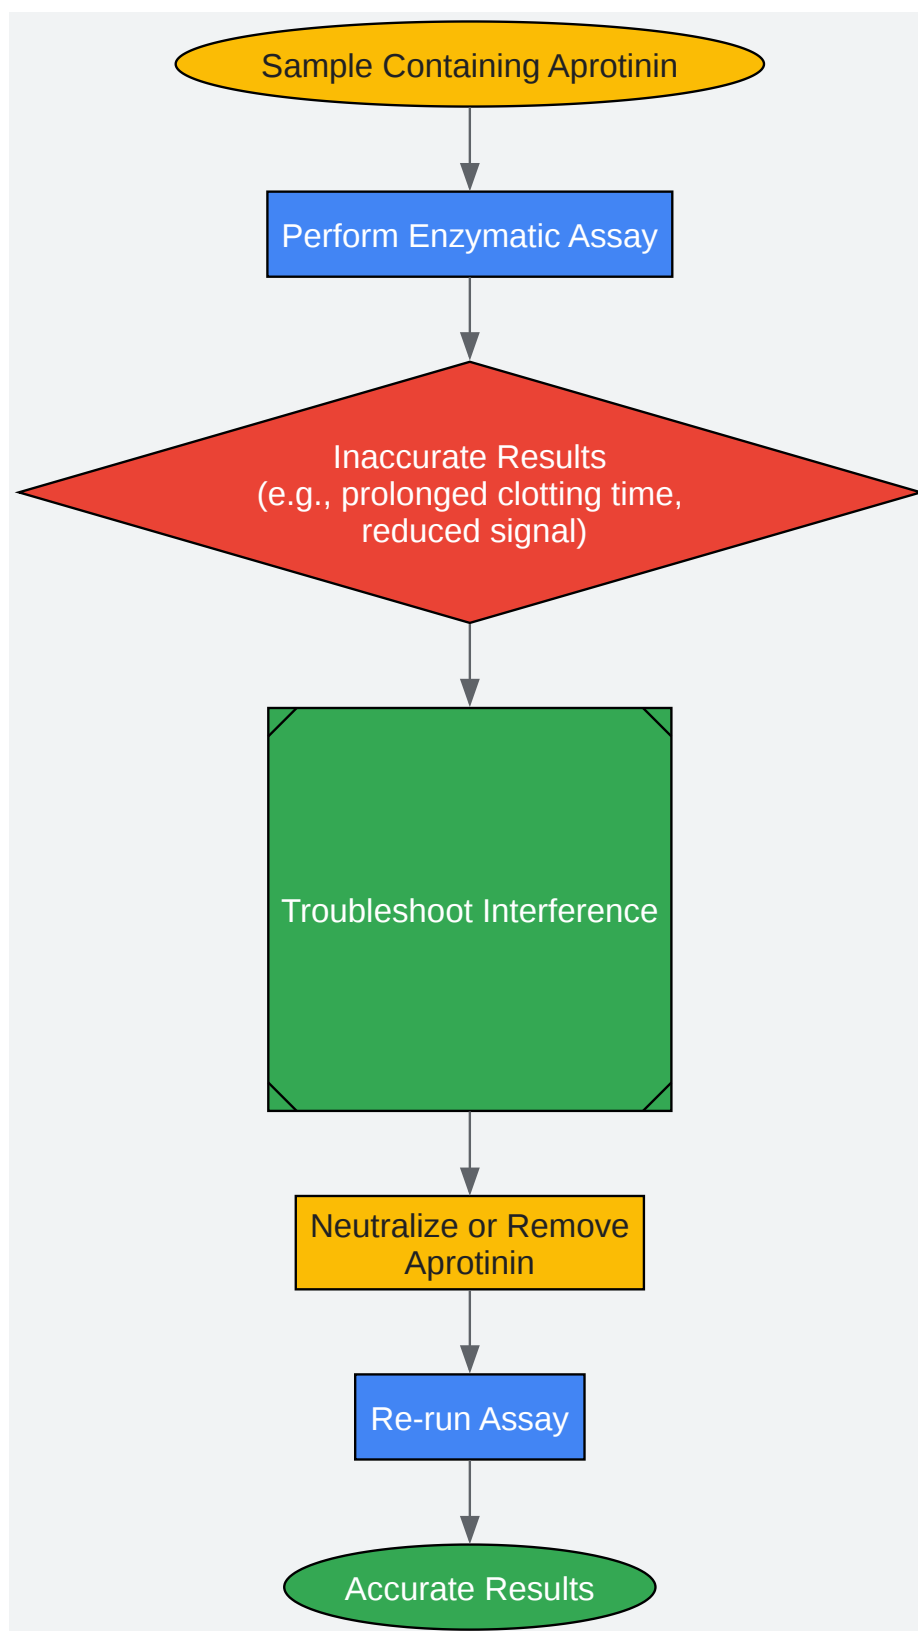 Sample Containing Aprotinin
Perform Enzymatic Assay
Inaccurate Results
(e.g., prolonged clotting time,
reduced signal)
Troubleshoot Interference
Neutralize or Remove
Aprotinin
Re-run Assay
Accurate Results